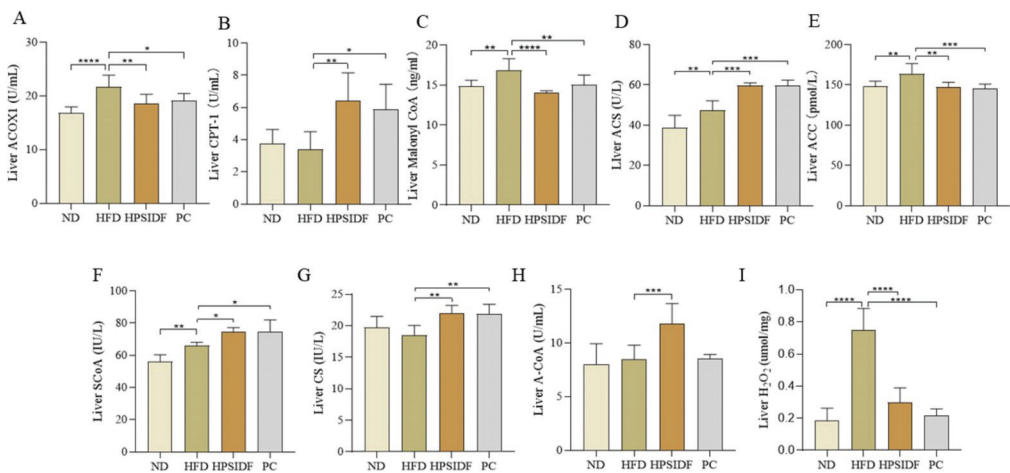 A
Liver ACOX1 (U/mL)
30
20
10
0
**** ** *
ND HFD HPSIDF PC
B
Liver CPT-1 (U/mL)
8
6
4
2
0
** *
ND HFD HPSIDF PC
C
Liver Malonyl CoA (ng/ml)
20
15
10
5
0
** **** **
ND HFD HPSIDF PC
D
LIver ACS (U/L)
80
60
40
20
0
** *** ***
ND HFD HPSIDF PC
E
Liver ACC (pmol/L)
200
150
100
50
0
** ** ***
ND HFD HPSIDF PC
F
Liver SCoA (IU/L)
100
80
60
40
20
0
** * *
ND HFD HPSIDF PC
G
Liver CS (IU/L)
25
20
15
10
5
0
** **
ND HFD HPSIDF PC
H
Liver A-CoA (U/mL)
15
10
5
0
***
ND HFD HPSIDF PC
I
Liver H₂O₂ (umol/mg)
1.0
0.8
0.6
0.4
0.2
0.0
**** **** ****
ND HFD HPSIDF PC